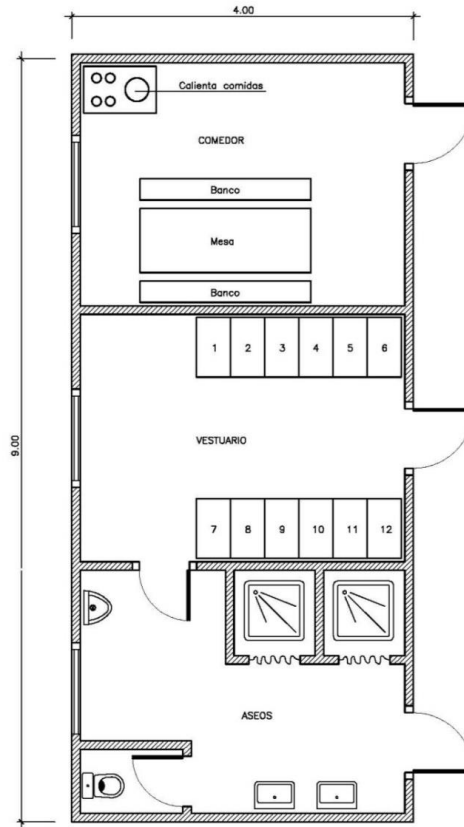 4.00
Calienta comidas
COMEDOR
Banco
Mesa
Banco
9.00
1 2 3 4 5 6
VESTUARIO
7 8 9 10 11 12
ASEOS